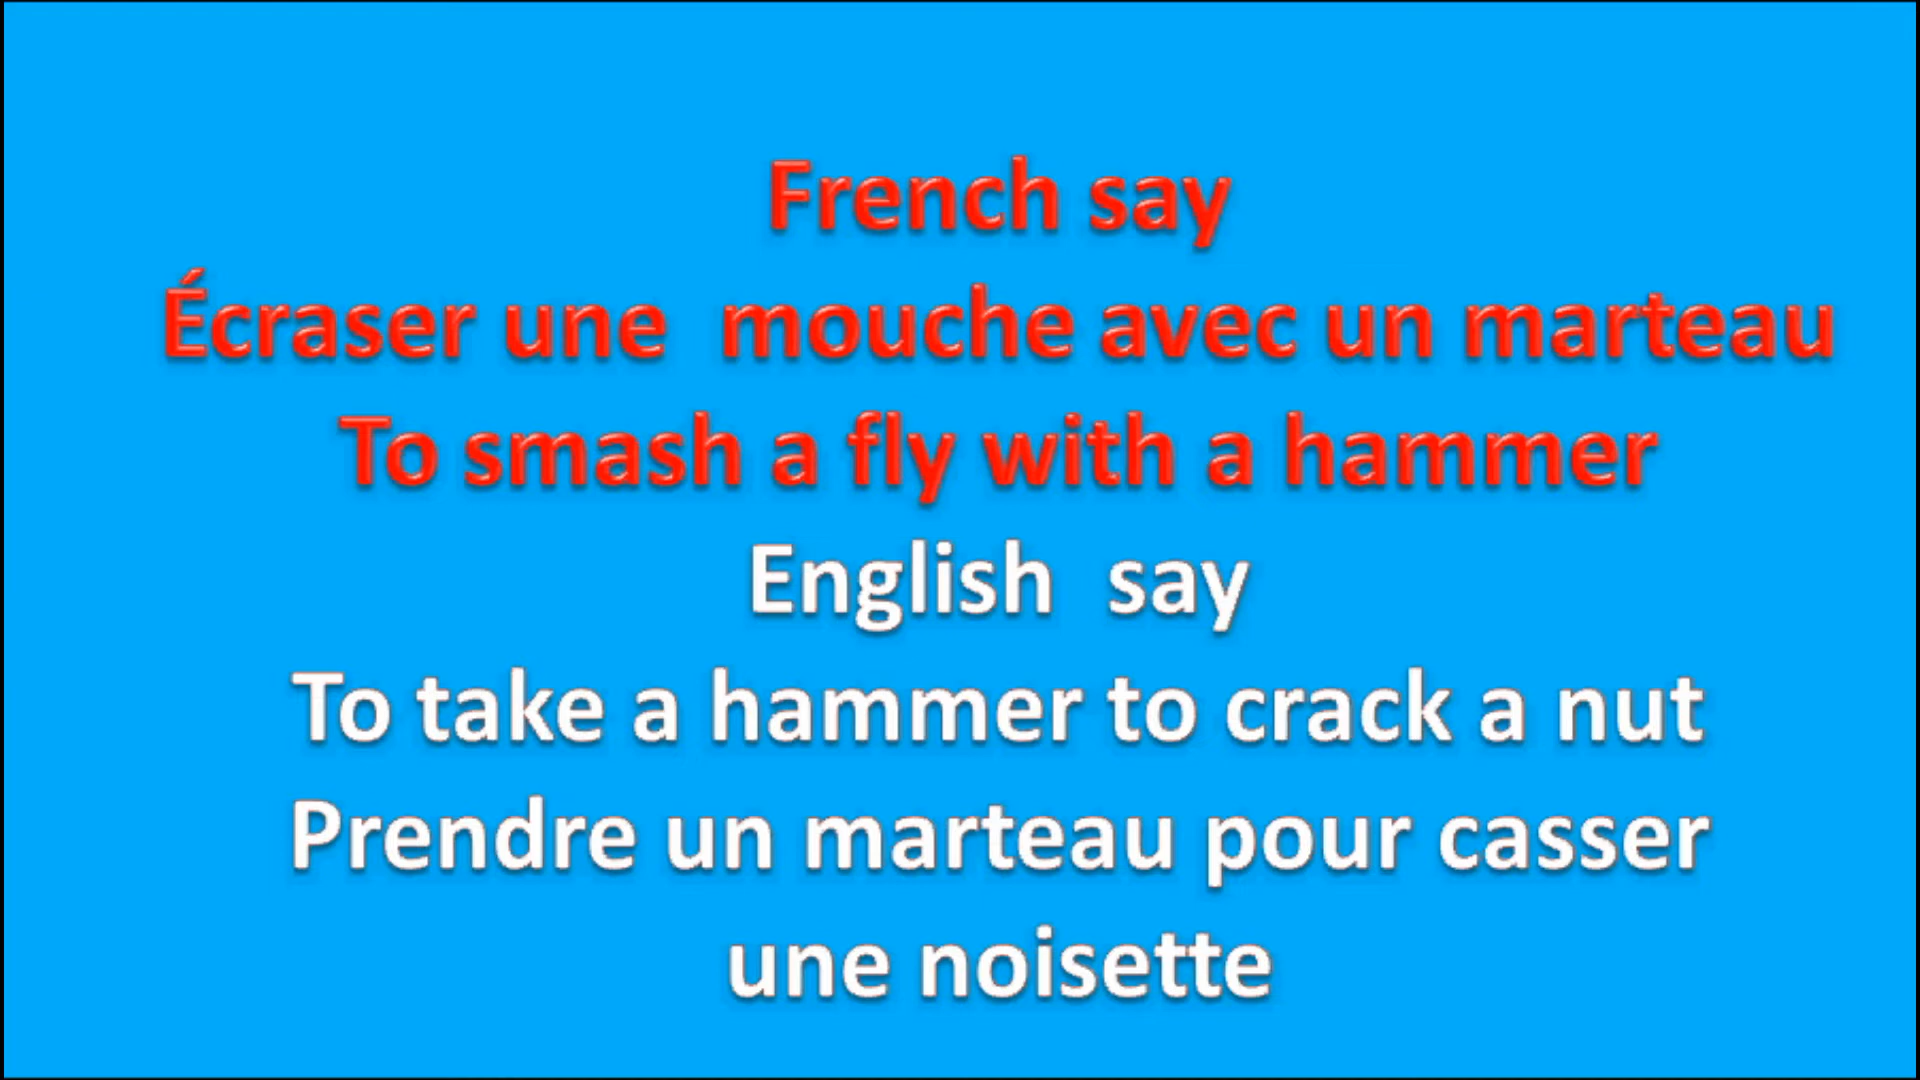 French say
Écraser une  mouche avec un marteau
To smash a fly with a hammer
English  say
To take a hammer to crack a nut
Prendre un marteau pour casser
une noisette